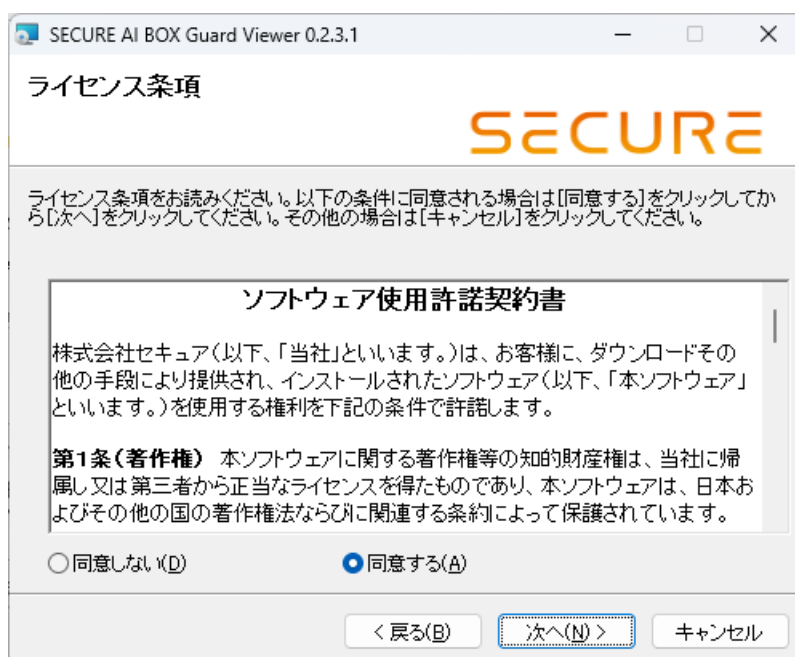 SECURE AI BOX Guard Viewer 0.2.3.1
ライセンス条項
SECURE
ライセンス条項をお読みください。以下の条件に同意される場合は[同意する]をクリックしてか
ら[次へ]をクリックしてください。その他の場合は[キャンセル]をクリックしてください。
ソフトウェア使用許諾契約書
株式会社セキュア(以下、「当社」といいます。)は、お客様に、ダウンロードその
他の手段により提供され、インストールされたソフトウェア(以下、「本ソフトウェア」
といいます。)を使用する権利を下記の条件で許諾します。
第1条(著作権) 本ソフトウェアに関する著作権等の知的財産権は、当社に帰
属し又は第三者から正当なライセンスを得たものであり、本ソフトウェアは、日本お
よびその他の国の著作権法ならびに関連する条約によって保護されています。
同意しない(D) 同意する(A)
< 戻る(B) 次へ(N) > キャンセル